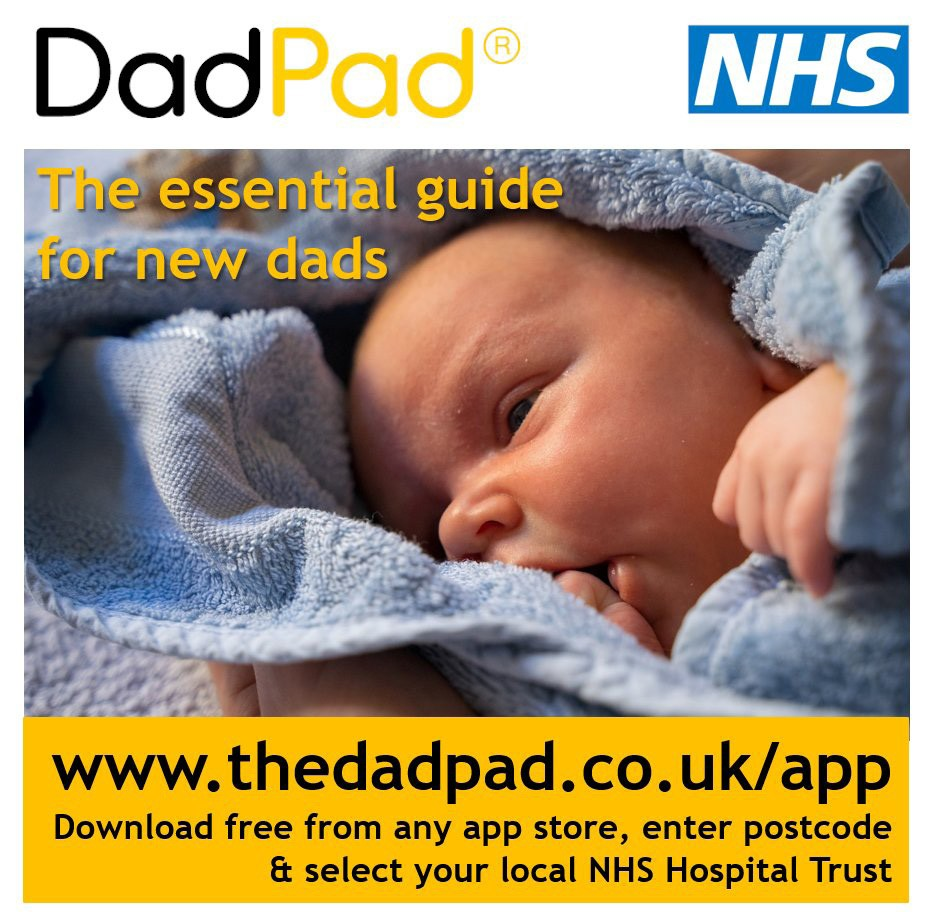 DadPad®
NHS
The essential guide
for new dads
www.thedadpad.co.uk/app
Download free from any app store, enter postcode
& select your local NHS Hospital Trust